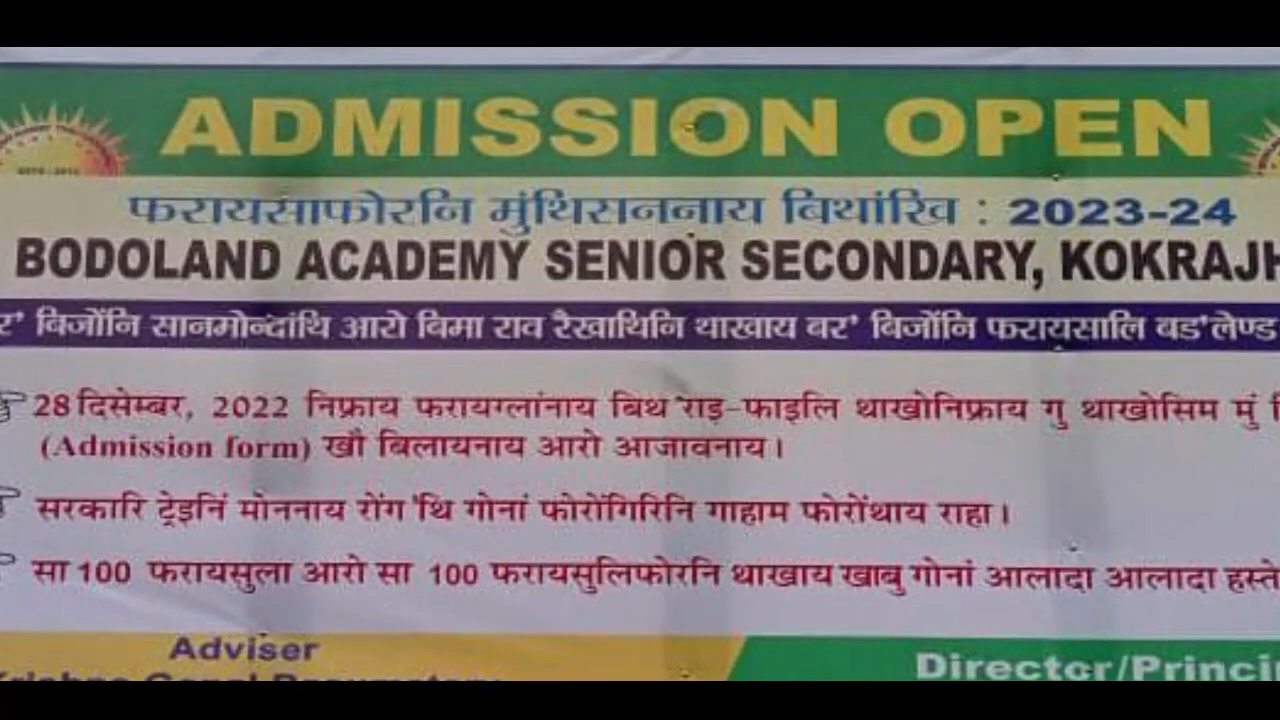 ADMISSION OPEN
फरायसाफोरनि मुंथिसननाय बिथांखि : 2023-24
BODOLAND ACADEMY SENIOR SECONDARY, KOKRAJH
बिजोंनि सानमोन्दांथि आरो बिमा राव रैखाथिनि थाखाय बर' बिजोंनि फरायसालि बड'लेण्ड
28 दिसेम्बर, 2022 निफ्राय फरायग्लांनाय बिथ राइ-फाइलि थाखोनिफ्राय गु थाखोसिम मुं
(Admission form) खौ बिलायनाय आरो आजावनाय।
सरकारि ट्रेइनिं मोननाय रोंग'थि गोनां फोरोंगिरिनि गाहाम फोरोंथाय राहा।
सा 100 फरायसुला आरो सा 100 फरायसुलिफोरनि थाखाय खाबु गोनां आलादा आलादा हस्ते
Adviser
Director/Princi